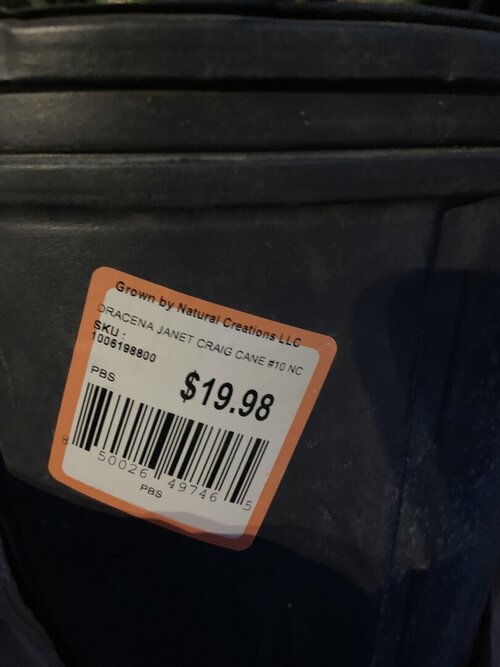 Grown by Natural Creations LLC
DRACENA JANET CRAIG CANE #10 NC
SKU :
1006198800
PBS
$19.98
8 50026 49746 5
PBS